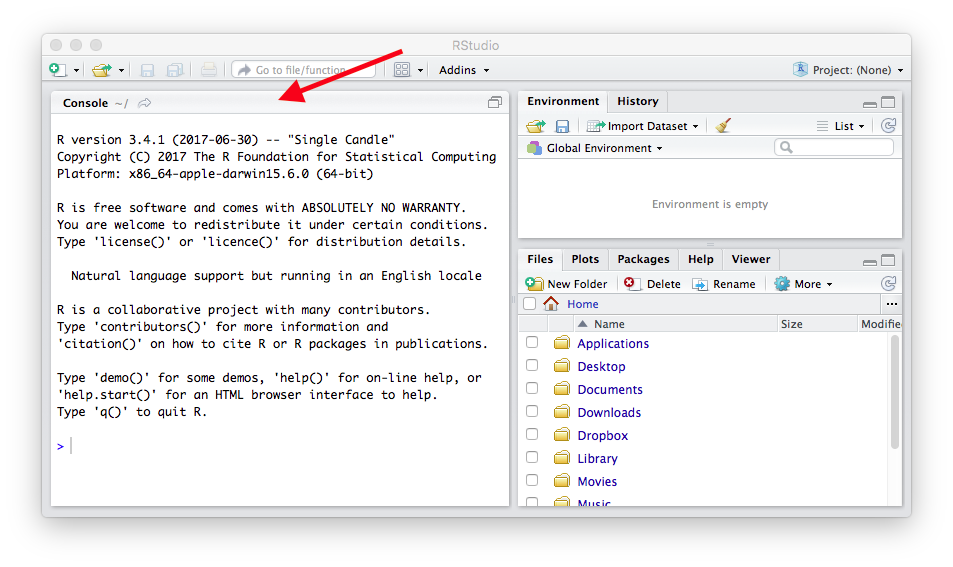 RStudio
Go to file/function
Addins
Project: (None)
Console ~/
R version 3.4.1 (2017-06-30) -- "Single Candle"
Copyright (C) 2017 The R Foundation for Statistical Computing
Platform: x86_64-apple-darwin15.6.0 (64-bit)
R is free software and comes with ABSOLUTELY NO WARRANTY.
You are welcome to redistribute it under certain conditions.
Type 'license()' or 'licence()' for distribution details.
Natural language support but running in an English locale
R is a collaborative project with many contributors.
Type 'contributors()' for more information and
'citation()' on how to cite R or R packages in publications.
Type 'demo()' for some demos, 'help()' for on-line help, or
'help.start()' for an HTML browser interface to help.
Type 'q()' to quit R.
>
Environment History
Import Dataset List
Global Environment
Environment is empty
Files Plots Packages Help Viewer
New Folder Delete Rename More
Home ...
Name Size Modifie
Applications
Desktop
Documents
Downloads
Dropbox
Library
Movies
Music